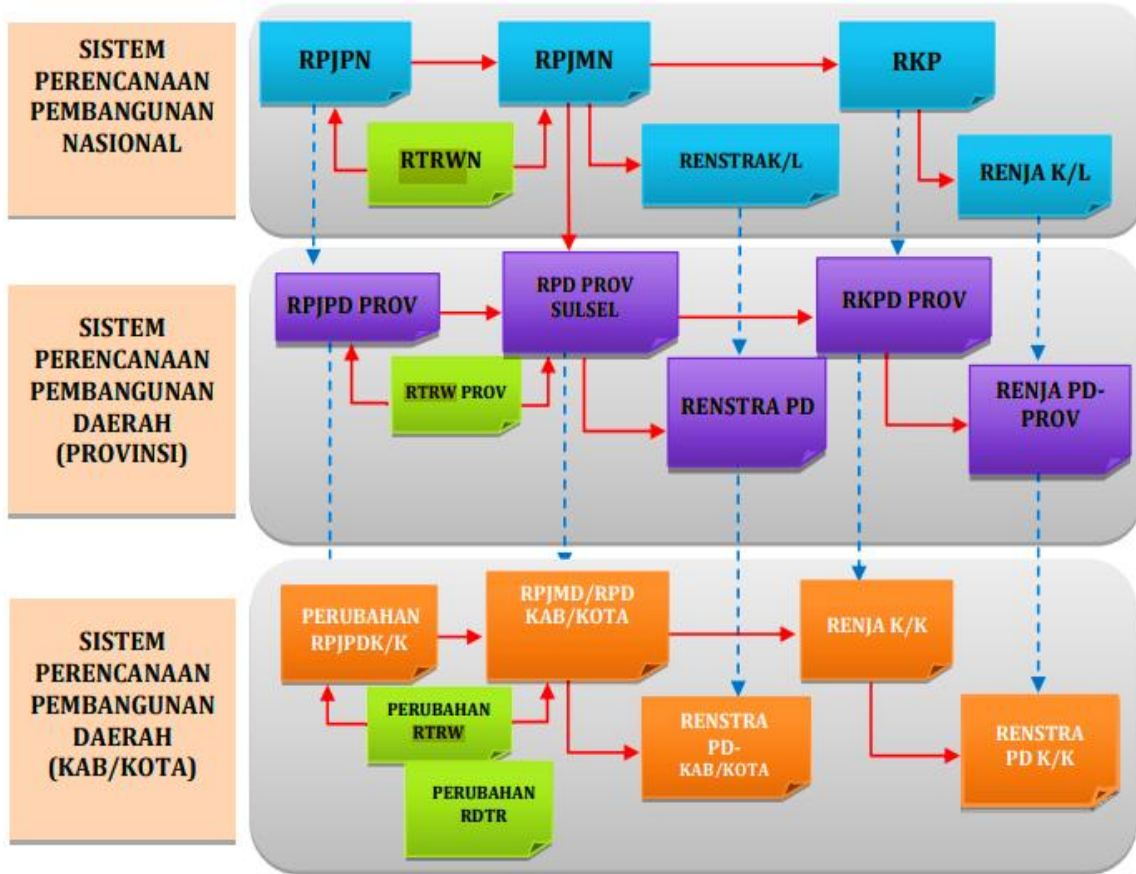 SISTEM
PERENCANAAN
PEMBANGUNAN
NASIONAL
RPJPN
RPJMN
RKP
RTRWN
RENSTRAK/L
RENJA K/L
SISTEM
PERENCANAAN
PEMBANGUNAN
DAERAH
(PROVINSI)
RPJPD PROV
RPD PROV
SULSEL
RKPD PROV
RTRW PROV
RENSTRA PD
RENJA PD-
PROV
SISTEM
PERENCANAAN
PEMBANGUNAN
DAERAH
(KAB/KOTA)
PERUBAHAN
RPJPDK/K
RPJMD/RPD
KAB/KOTA
RENJA K/K
PERUBAHAN
RTRW
RENSTRA
PD-
KAB/KOTA
RENSTRA
PD K/K
PERUBAHAN
RDTR